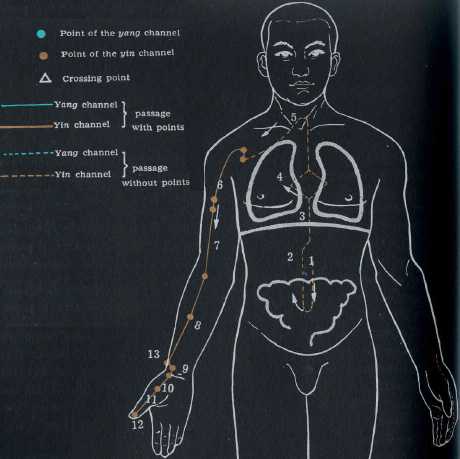 Point of the yang channel
Point of the yin channel
Crossing point
Yang channel
Yin channel
passage
with points
Yang channel
Yin channel
passage
without points
5
4
6
3
7
2
1
8
13
9
10
11
12